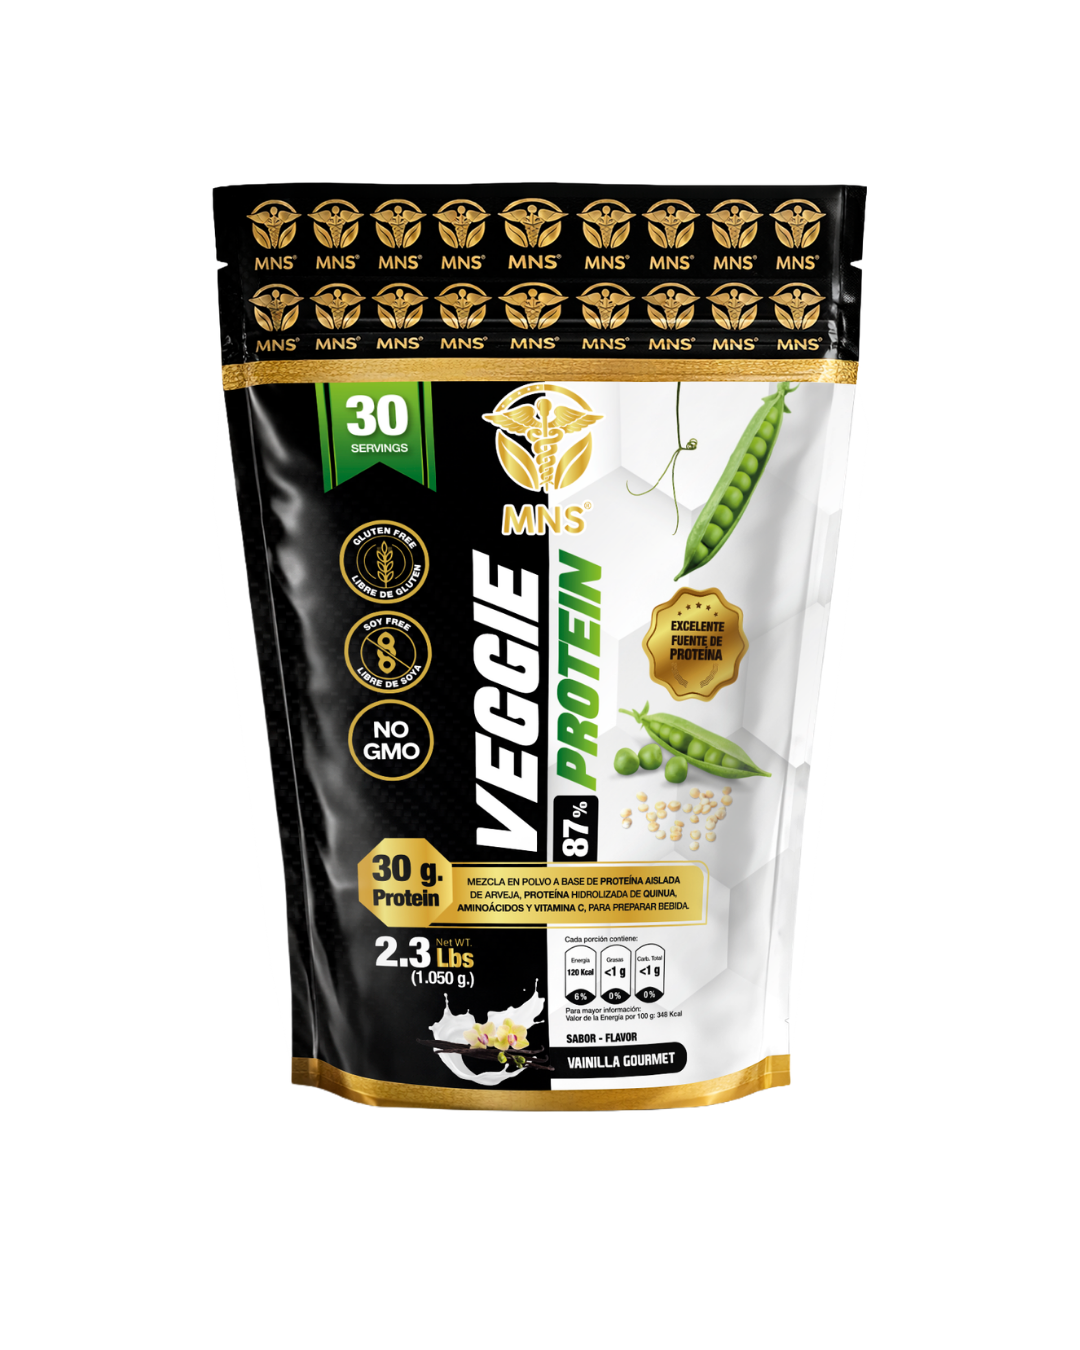 MNS® MNS® MNS® MNS® MNS® MNS® MNS® MNS® MNS®
MNS® MNS® MNS® MNS® MNS® MNS® MNS® MNS® MNS®
30
SERVINGS
MNS®
GLUTEN FREE
LIBRE DE GLUTEN
SOY FREE
LIBRE DE SOYA
NO
GMO
VEGGIE
PROTEIN
87%
EXCELENTE
FUENTE DE
PROTEÍNA
30 g.
Protein
MEZCLA EN POLVO A BASE DE PROTEÍNA AISLADA
DE ARVEJA, PROTEÍNA HIDROLIZADA DE QUINUA,
AMINOÁCIDOS Y VITAMINA C, PARA PREPARAR BEBIDA.
2.3 Net WT. Lbs
(1.050 g.)
Cada porción contiene:
Energía 120 Kcal 6%
Grasas <1 g 0%
Carb. Total <1 g 0%
Para mayor información:
Valor de la Energía por 100 g: 348 Kcal
SABOR - FLAVOR
VAINILLA GOURMET